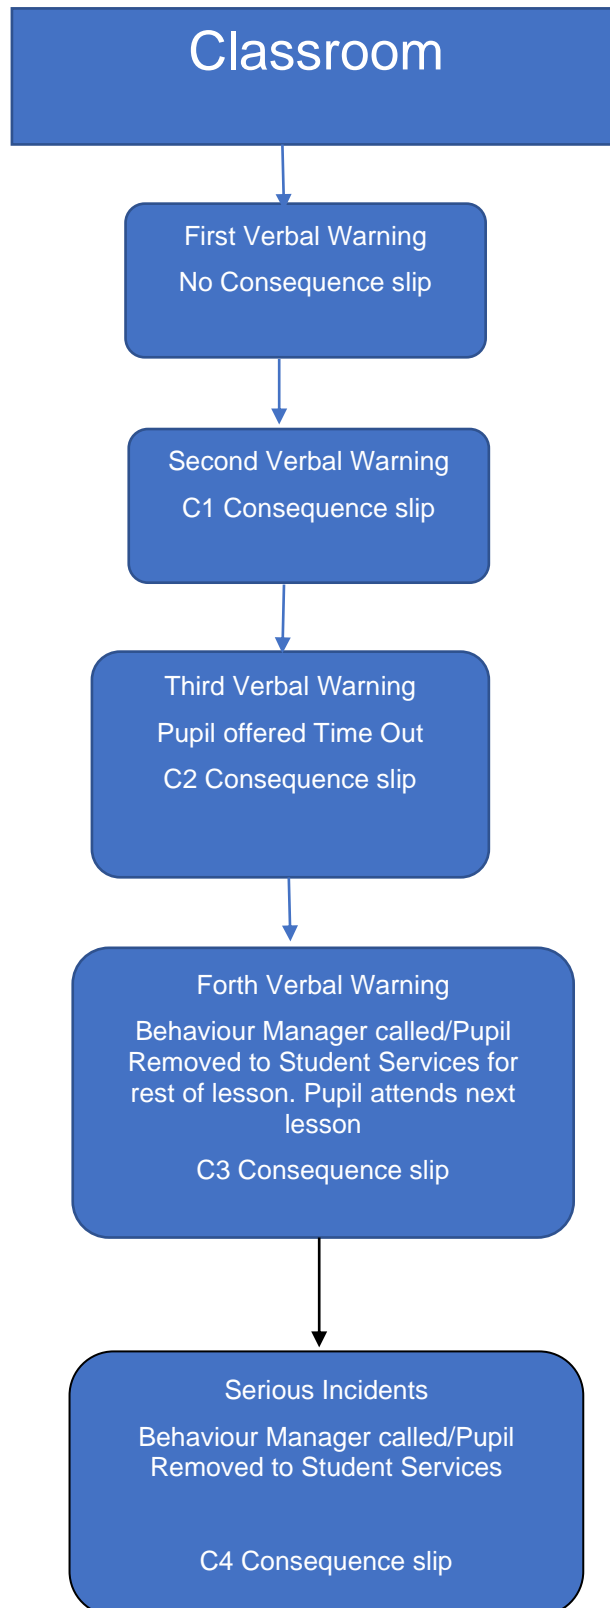 Classroom
First Verbal Warning
No Consequence slip
Second Verbal Warning
C1 Consequence slip
Third Verbal Warning
Pupil offered Time Out
C2 Consequence slip
Forth Verbal Warning
Behaviour Manager called/Pupil
Removed to Student Services for
rest of lesson. Pupil attends next
lesson
C3 Consequence slip
Serious Incidents
Behaviour Manager called/Pupil
Removed to Student Services
C4 Consequence slip